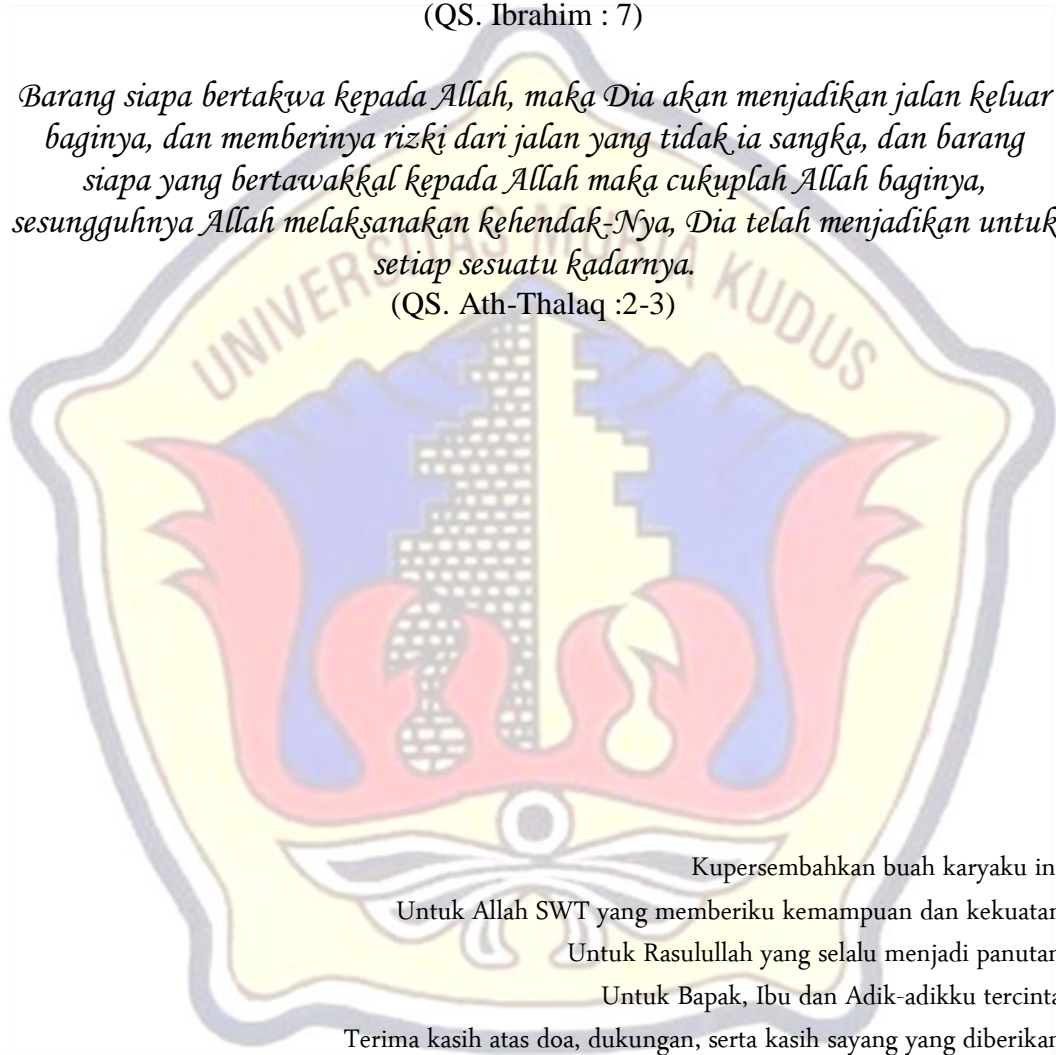 (QS. Ibrahim : 7)
Barang siapa bertakwa kepada Allah, maka Dia akan menjadikan jalan keluar
baginya, dan memberinya rizki dari jalan yang tidak ia sangka, dan barang
siapa yang bertawakkal kepada Allah maka cukuplah Allah baginya,
sesungguhnya Allah melaksanakan kehendak-Nya, Dia telah menjadikan untuk
setiap sesuatu kadarnya.
(QS. Ath-Thalaq :2-3)
UNIVERSITAS MURIA KUDUS
Kupersembahkan buah karyaku in
Untuk Allah SWT yang memberiku kemampuan dan kekuatan
Untuk Rasulullah yang selalu menjadi panutan
Untuk Bapak, Ibu dan Adik-adikku tercinta
Terima kasih atas doa, dukungan, serta kasih sayang yang diberikan